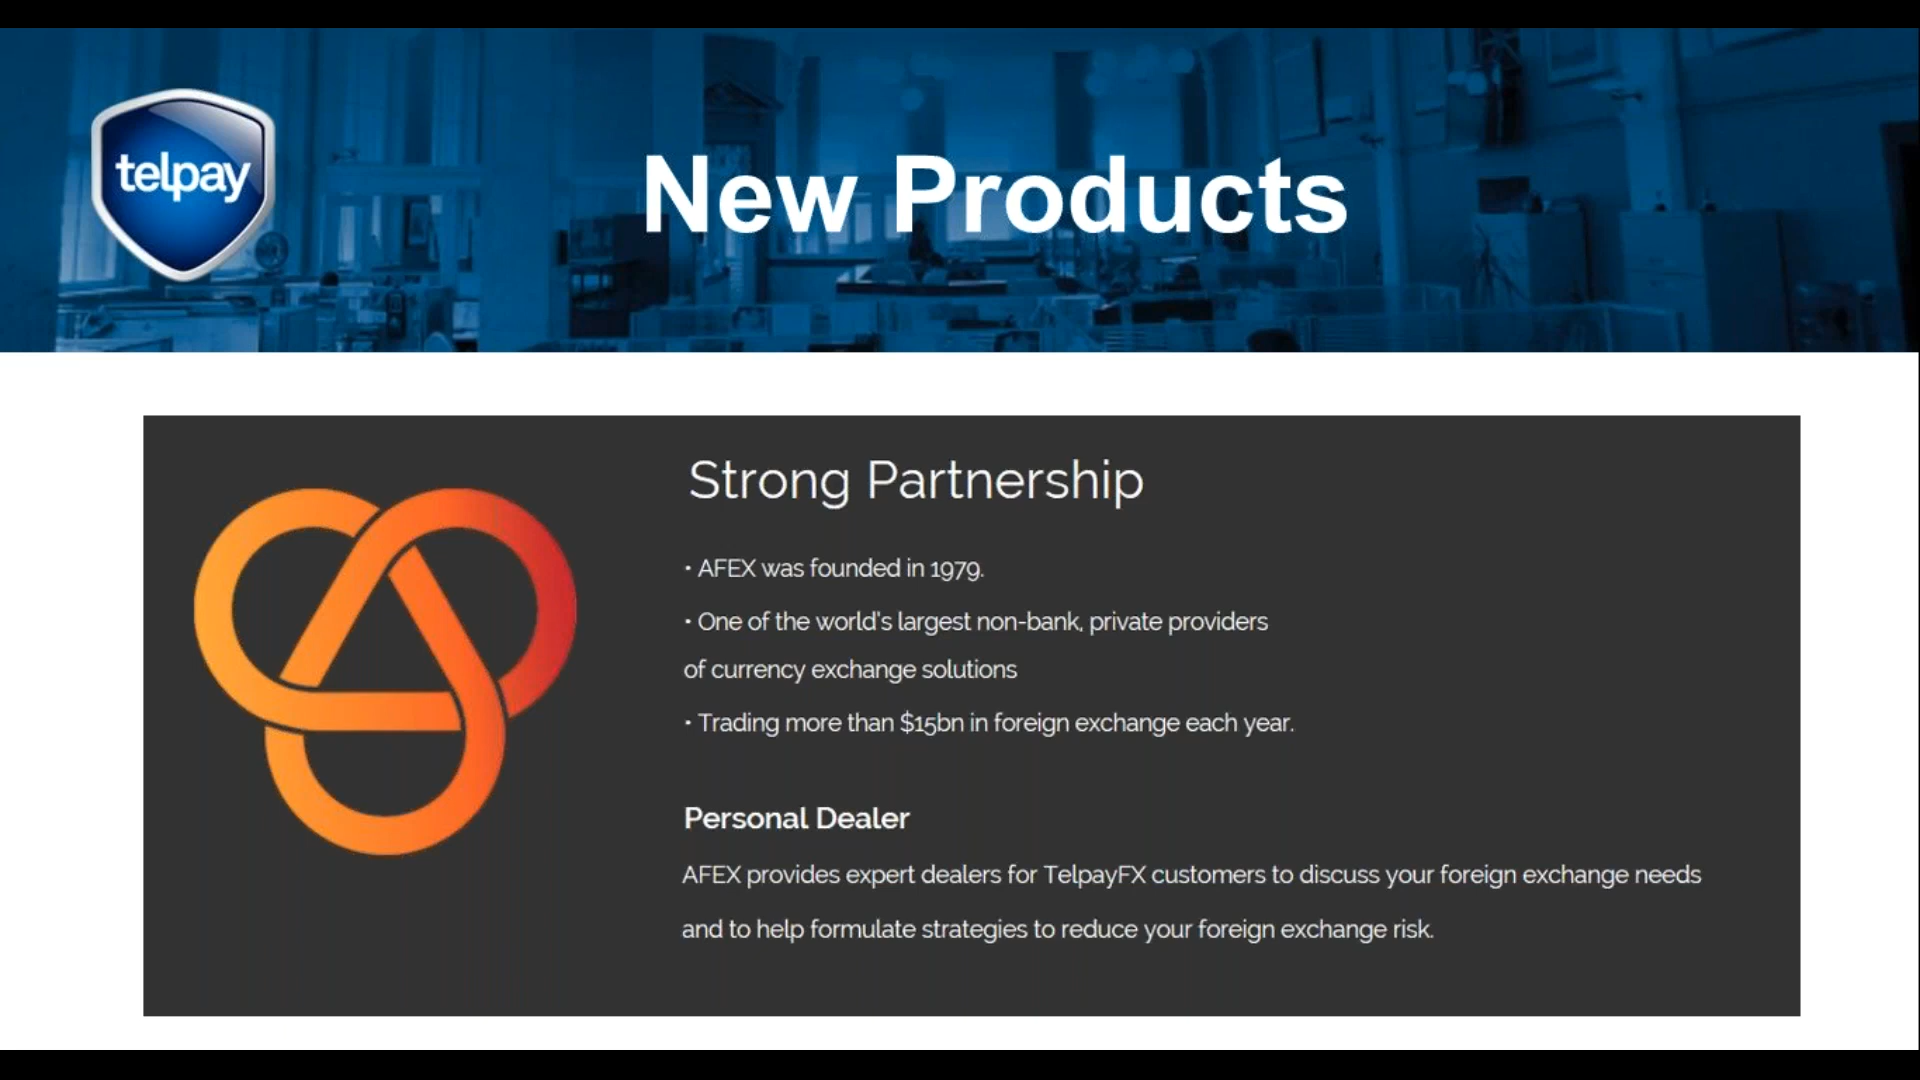 telpay
New Products
Strong Partnership
• AFEX was founded in 1979.
• One of the world's largest non-bank, private providers
of currency exchange solutions
• Trading more than $15bn in foreign exchange each year.
Personal Dealer
AFEX provides expert dealers for TelpayFX customers to discuss your foreign exchange needs
and to help formulate strategies to reduce your foreign exchange risk.